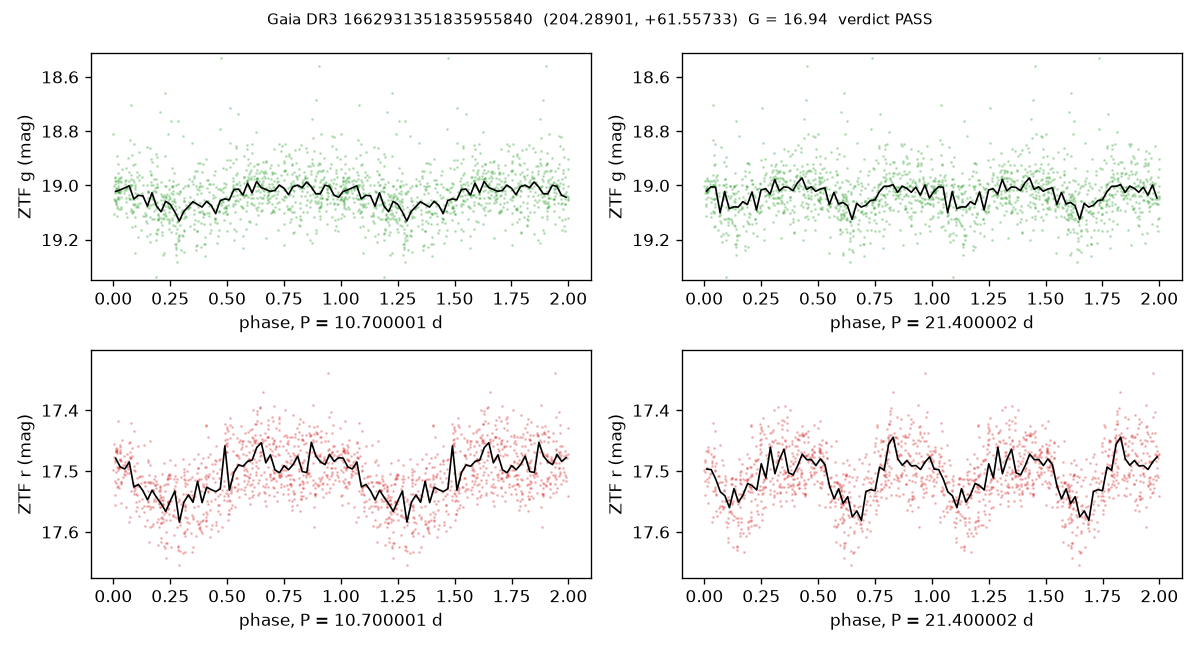 Gaia DR3 1662931351835955840 (204.28901, +61.55733) G = 16.94 verdict PASS
ZTF g (mag)
18.6
18.8
19.0
19.2
0.00 0.25 0.50 0.75 1.00 1.25 1.50 1.75 2.00
phase, P = 10.700001 d
ZTF g (mag)
18.6
18.8
19.0
19.2
0.00 0.25 0.50 0.75 1.00 1.25 1.50 1.75 2.00
phase, P = 21.400002 d
ZTF r (mag)
17.4
17.5
17.6
0.00 0.25 0.50 0.75 1.00 1.25 1.50 1.75 2.00
phase, P = 10.700001 d
ZTF r (mag)
17.4
17.5
17.6
0.00 0.25 0.50 0.75 1.00 1.25 1.50 1.75 2.00
phase, P = 21.400002 d